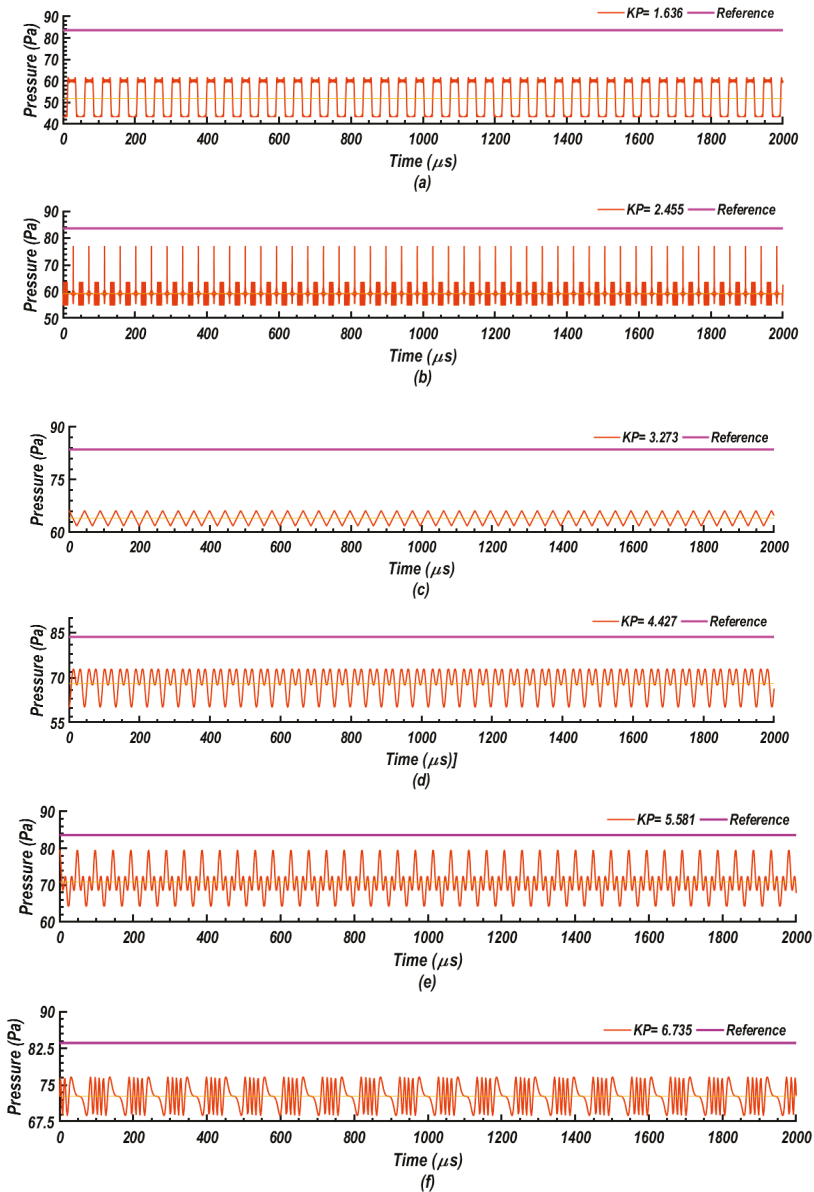 KP= 1.636 Reference
90
80
70
60
50
40
Pressure (Pa)
0 200 400 600 800 1000 1200 1400 1600 1800 2000
Time (μs)
(a)
KP= 2.455 Reference
90
80
70
60
50
Pressure (Pa)
0 200 400 600 800 1000 1200 1400 1600 1800 2000
Time (μs)
(b)
90
75
60
Pressure (Pa)
KP= 3.273 Reference
0 200 400 600 800 1000 1200 1400 1600 1800 2000
Time (μs)
(c)
KP= 4.427 Reference
85
70
55
Pressure (Pa)
0 200 400 600 800 1000 1200 1400 1600 1800 2000
Time (μs)]
(d)
90
80
70
60
Pressure (Pa)
KP= 5.581 Reference
0 200 400 600 800 1000 1200 1400 1600 1800 2000
Time (μs)
(e)
90
82.5
75
67.5
Pressure (Pa)
KP= 6.735 Reference
0 200 400 600 800 1000 1200 1400 1600 1800 2000
Time (μs)
(f)